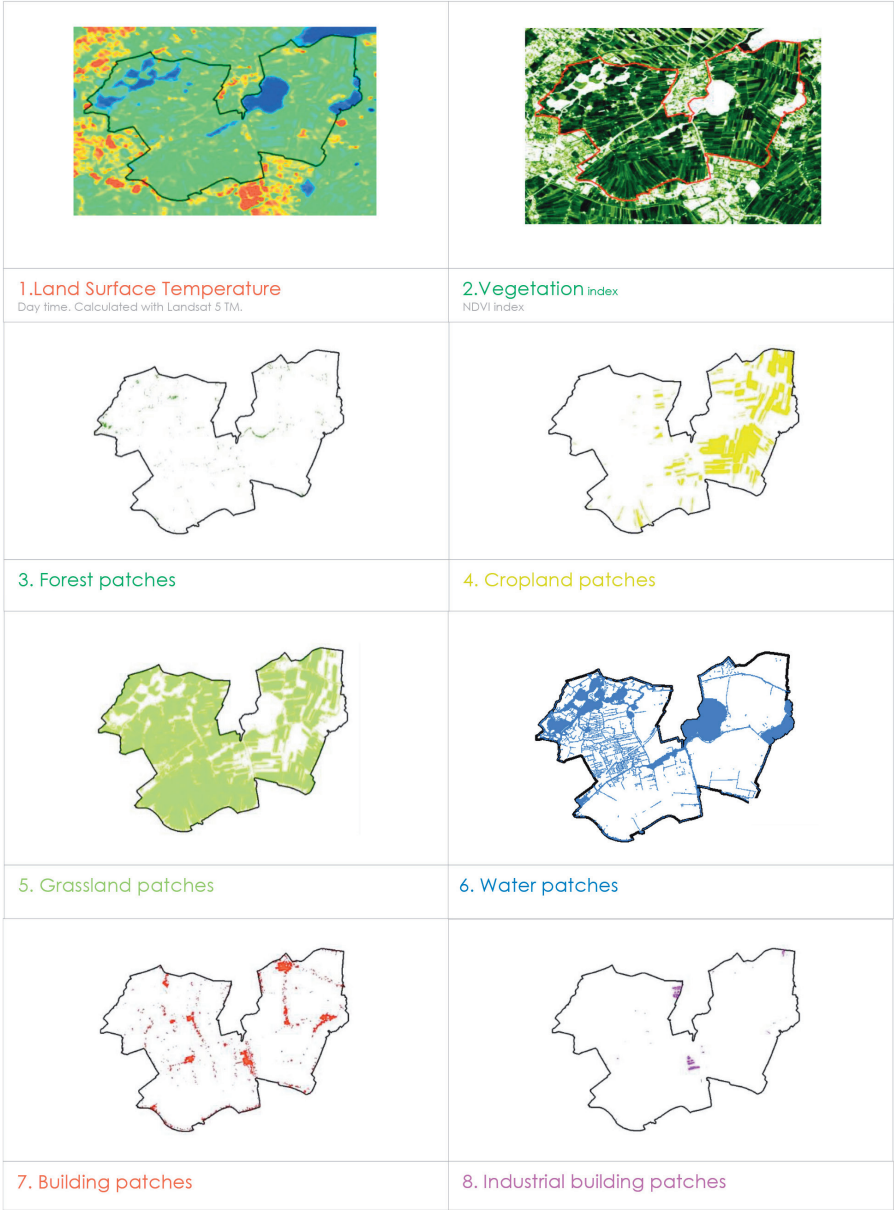 1.Land Surface Temperature
Day time. Calculated with Landsat 5 TM.
2.Vegetation index
NDVI index
3. Forest patches
4. Cropland patches
5. Grassland patches
6. Water patches
7. Building patches
8. Industrial building patches